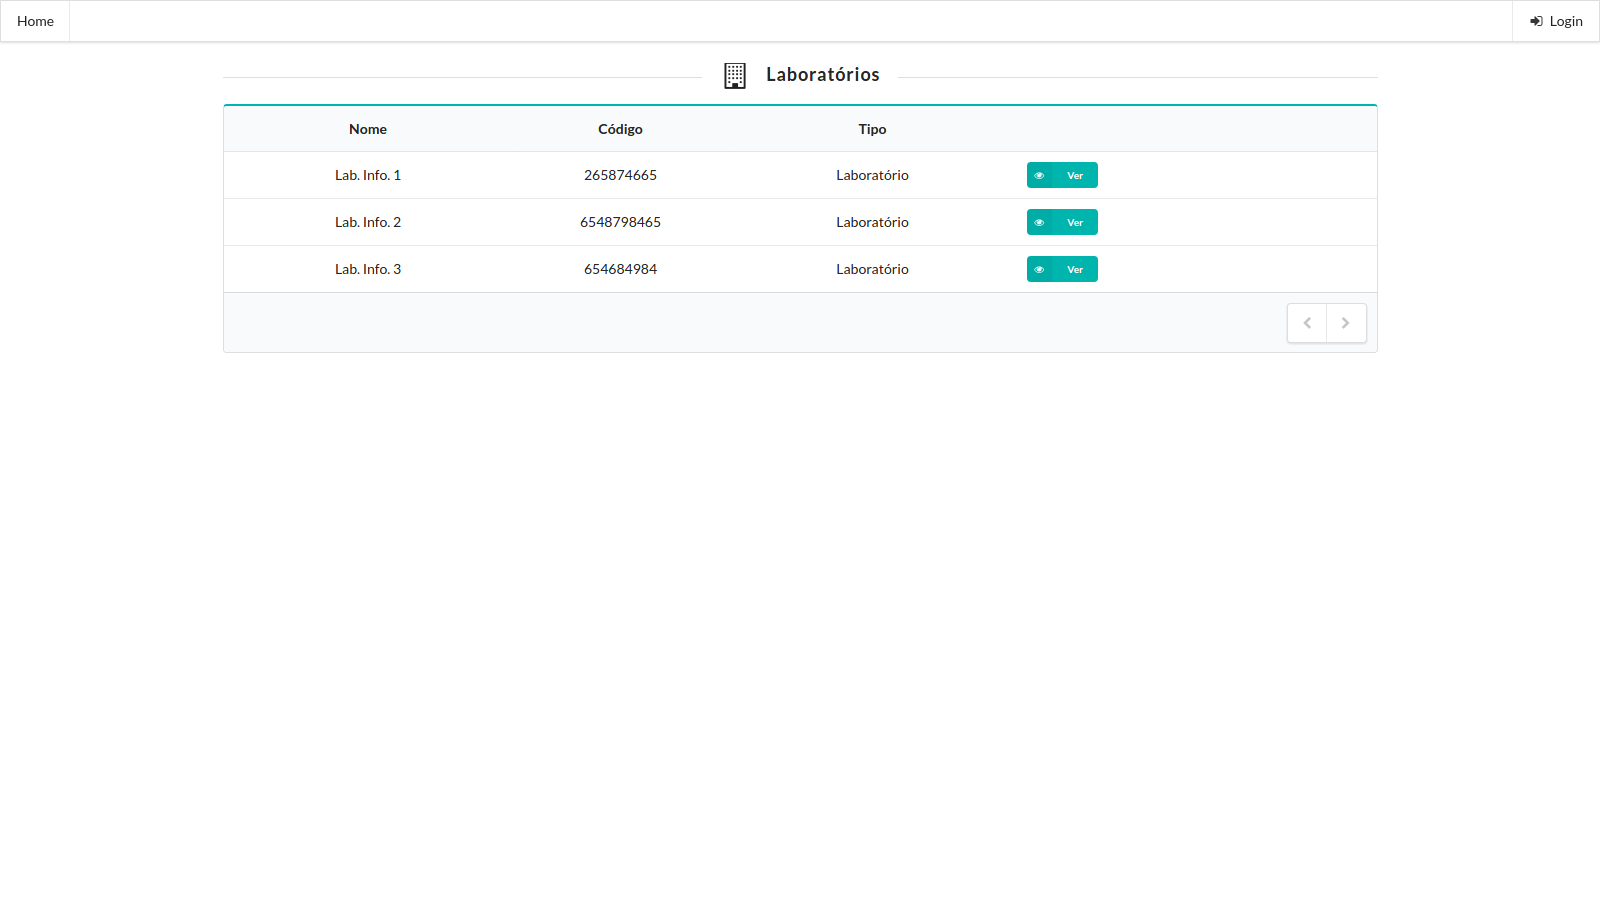 Home Login
Laboratórios
Nome Código Tipo
Lab. Info. 1 265874665 Laboratório Ver
Lab. Info. 2 6548798465 Laboratório Ver
Lab. Info. 3 654684984 Laboratório Ver